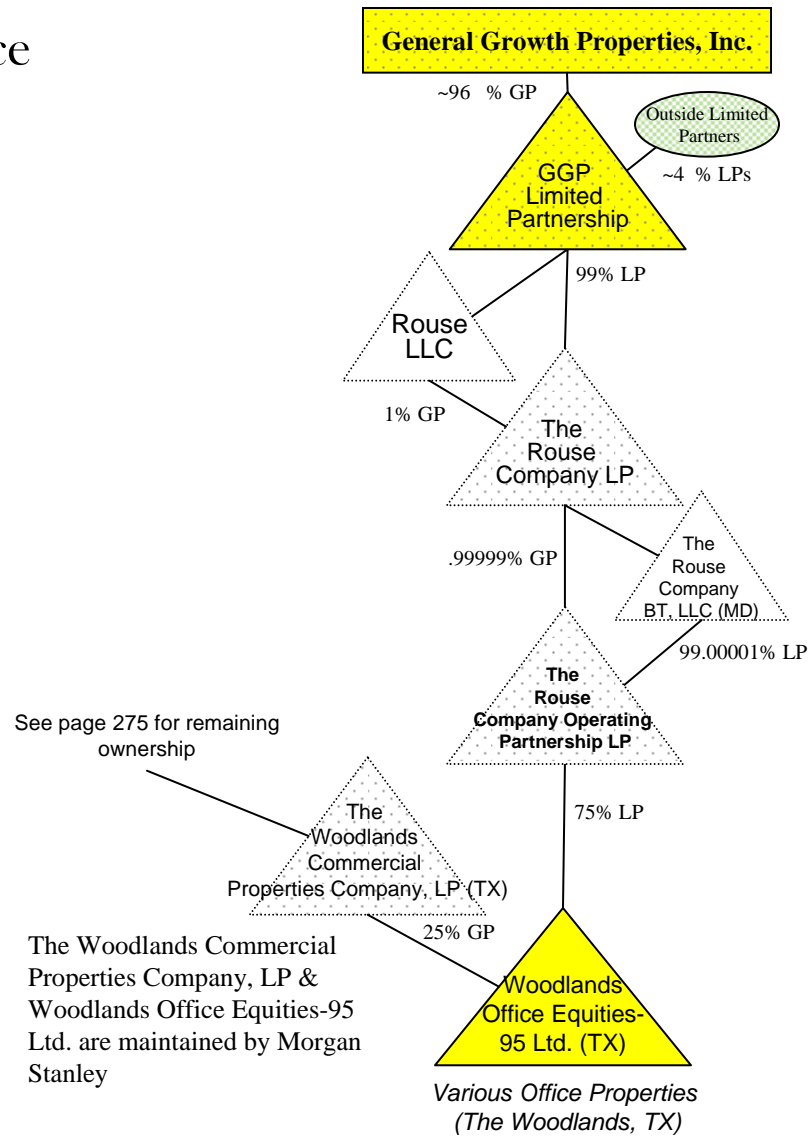 General Growth Properties, Inc.
~96 % GP
Outside Limited
Partners
~4 % LPs
GGP
Limited
Partnership
99% LP
Rouse
LLC
1% GP
The
Rouse
Company LP
.99999% GP
The
Rouse
Company
BT, LLC (MD)
99.00001% LP
The
Rouse
Company Operating
Partnership LP
See page 275 for remaining
ownership
75% LP
The
Woodlands
Commercial
Properties Company, LP (TX)
25% GP
The Woodlands Commercial
Properties Company, LP &
Woodlands Office Equities-95
Ltd. are maintained by Morgan
Stanley
Woodlands
Office Equities-
95 Ltd. (TX)
Various Office Properties
(The Woodlands, TX)